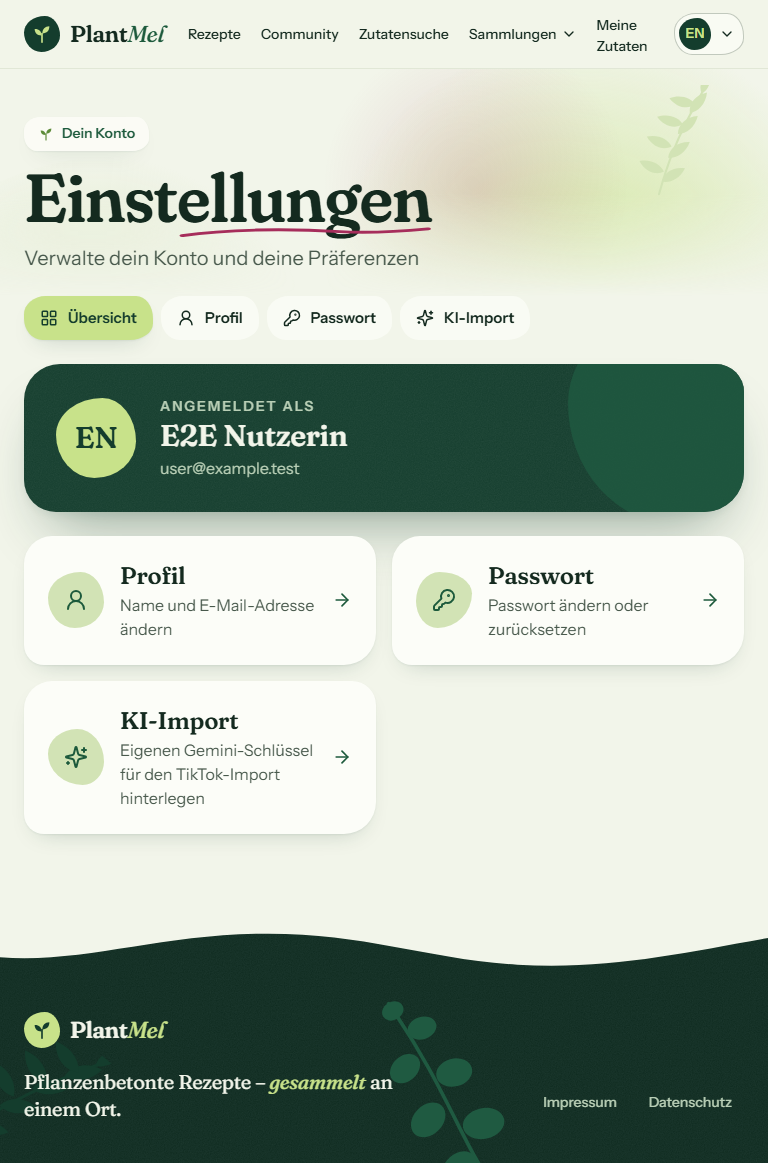 PlantMel
Rezepte
Community
Zutatensuche
Sammlungen
Meine
Zutaten
EN
Dein Konto
Einstellungen
Verwalte dein Konto und deine Präferenzen
Übersicht
Profil
Passwort
KI-Import
EN
ANGEMELDET ALS
E2E Nutzerin
user@example.test
Profil
Name und E-Mail-Adresse
ändern
Passwort
Passwort ändern oder
zurücksetzen
KI-Import
Eigenen Gemini-Schlüssel
für den TikTok-Import
hinterlegen
PlantMel
Pflanzenbetonte Rezepte – gesammelt an
einem Ort.
Impressum
Datenschutz